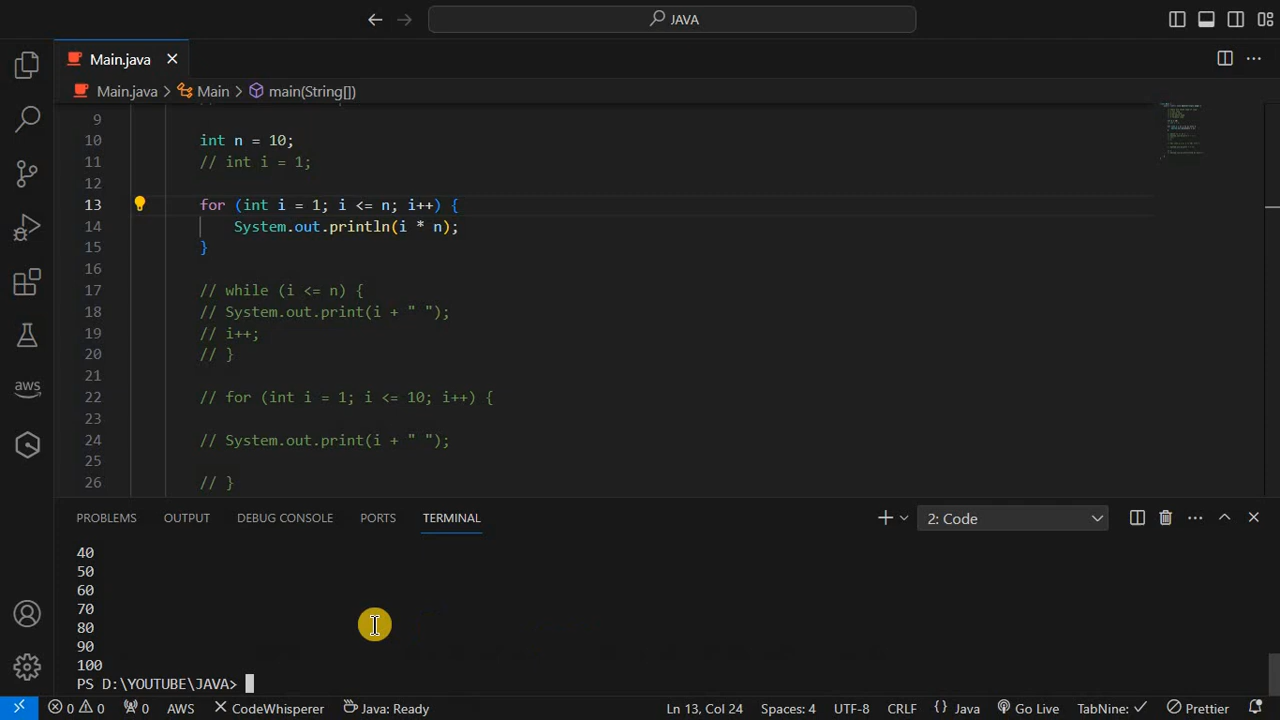 JAVA
Main.java
Main.java > Main > main(String[])
9
10 int n = 10;
11 // int i = 1;
12
13 for (int i = 1; i <= n; i++) {
14 System.out.println(i * n);
15 }
16
17 // while (i <= n) {
18 // System.out.print(i + " ");
19 // i++;
20 // }
21
22 // for (int i = 1; i <= 10; i++) {
23
24 // System.out.print(i + " ");
25
26 // }
aws
PROBLEMS OUTPUT DEBUG CONSOLE PORTS TERMINAL 2: Code
40
50
60
70
80
90
100
PS D:\YOUTUBE\JAVA>
0 0 0 AWS CodeWhisperer Java: Ready Ln 13, Col 24 Spaces: 4 UTF-8 CRLF {} Java Go Live TabNine: Prettier